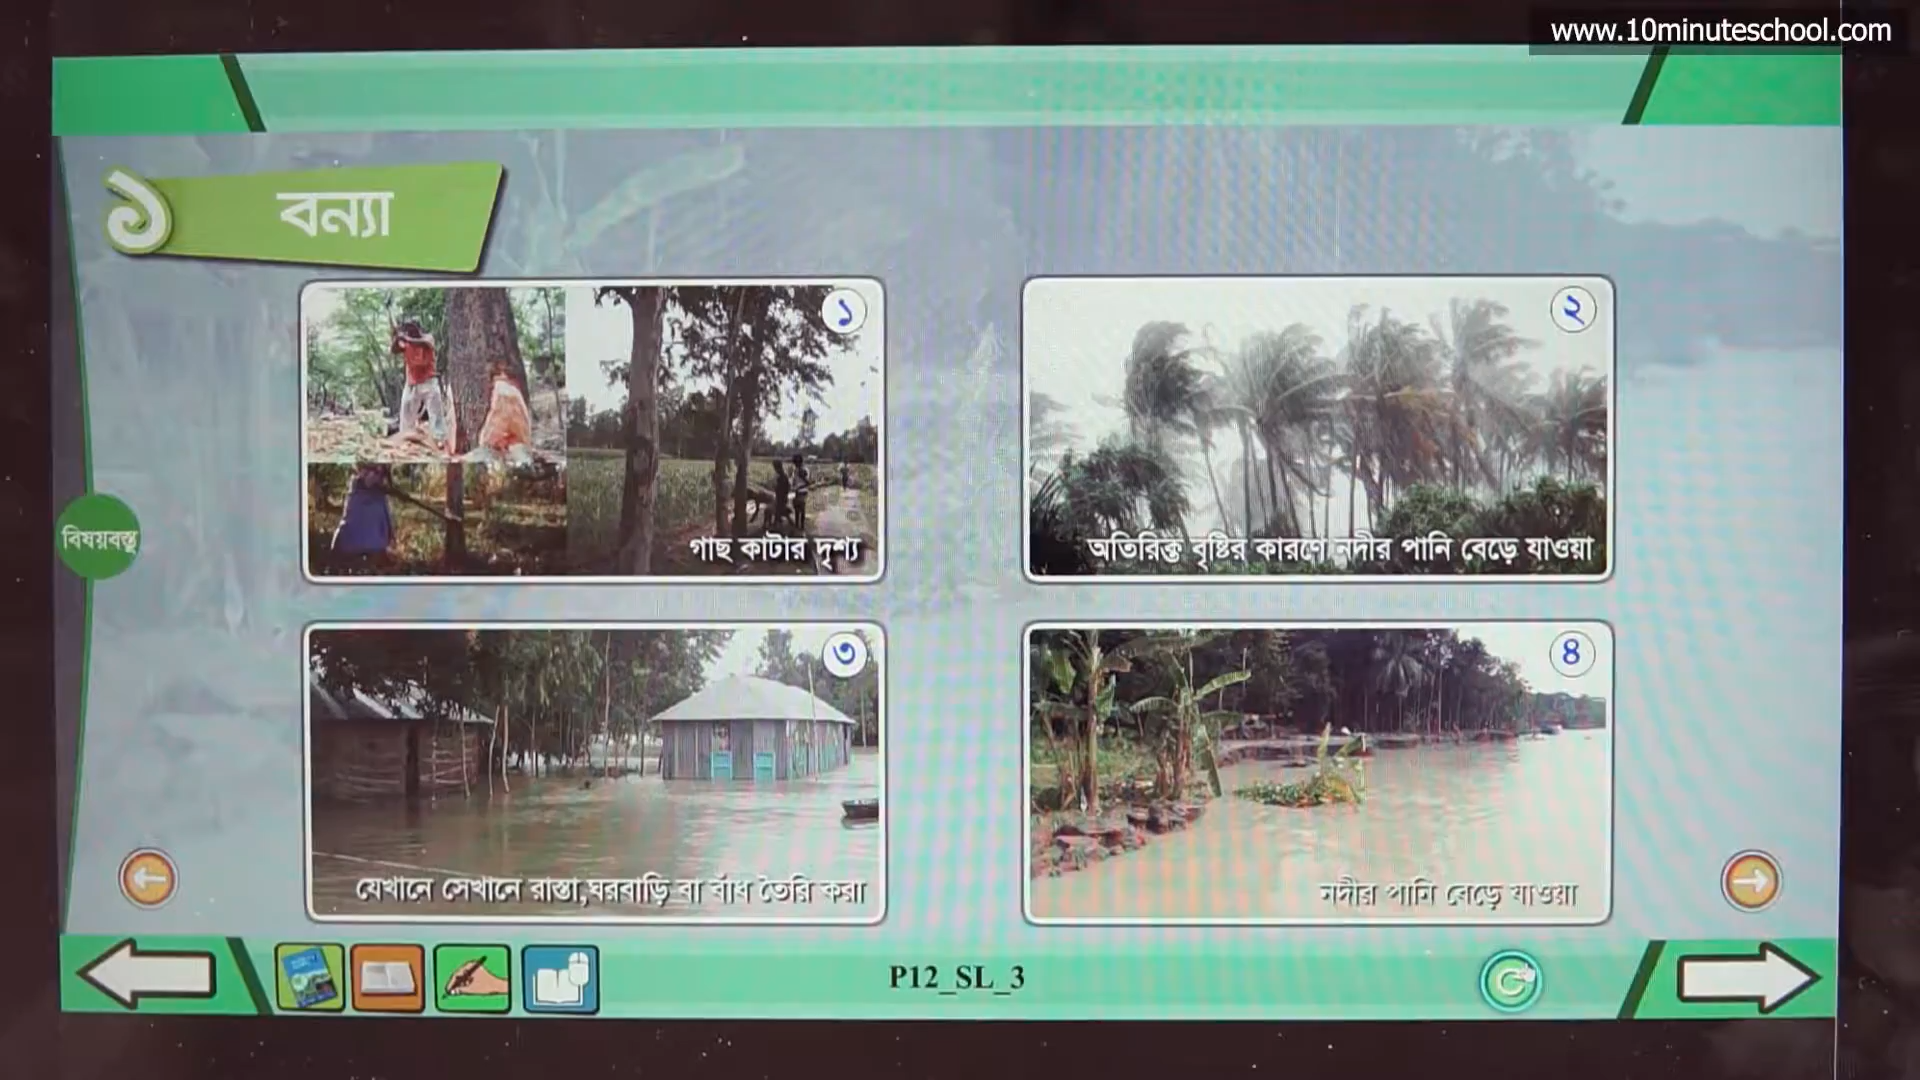 www.10minuteschool.com
১ বন্যা
১
গাছ কাটার দৃশ্য
২
অতিরিক্ত বৃষ্টির কারণে নদীর পানি বেড়ে যাওয়া
বিষয়বস্তু
৩
যেখানে সেখানে রাস্তা,ঘরবাড়ি বা বাঁধ তৈরি করা
৪
নদীর পানি বেড়ে যাওয়া
P12_SL_3